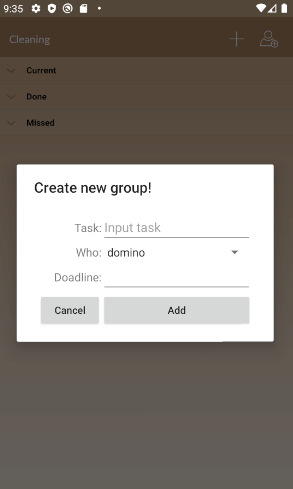 9:35
Cleaning
Current
Done
Missed
Create new group!
Task: Input task
Who: domino
Doadline:
Cancel Add